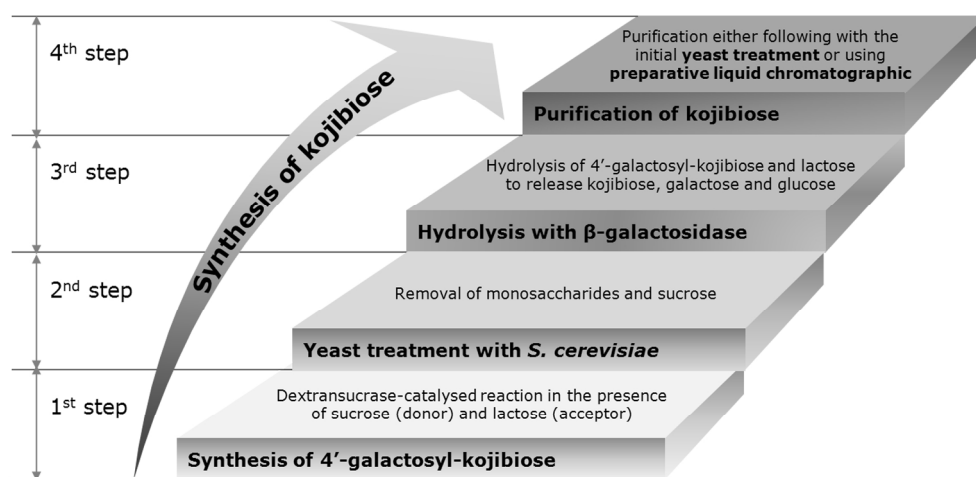 4th step
Purification either following with the
initial yeast treatment or using
preparative liquid chromatographic
Purification of kojibiose
3rd step
Hydrolysis of 4’-galactosyl-kojibiose and lactose
to release kojibiose, galactose and glucose
Hydrolysis with β-galactosidase
Synthesis of kojibiose
2nd step
Removal of monosaccharides and sucrose
Yeast treatment with S. cerevisiae
1st step
Dextransucrase-catalysed reaction in the presence
of sucrose (donor) and lactose (acceptor)
Synthesis of 4’-galactosyl-kojibiose